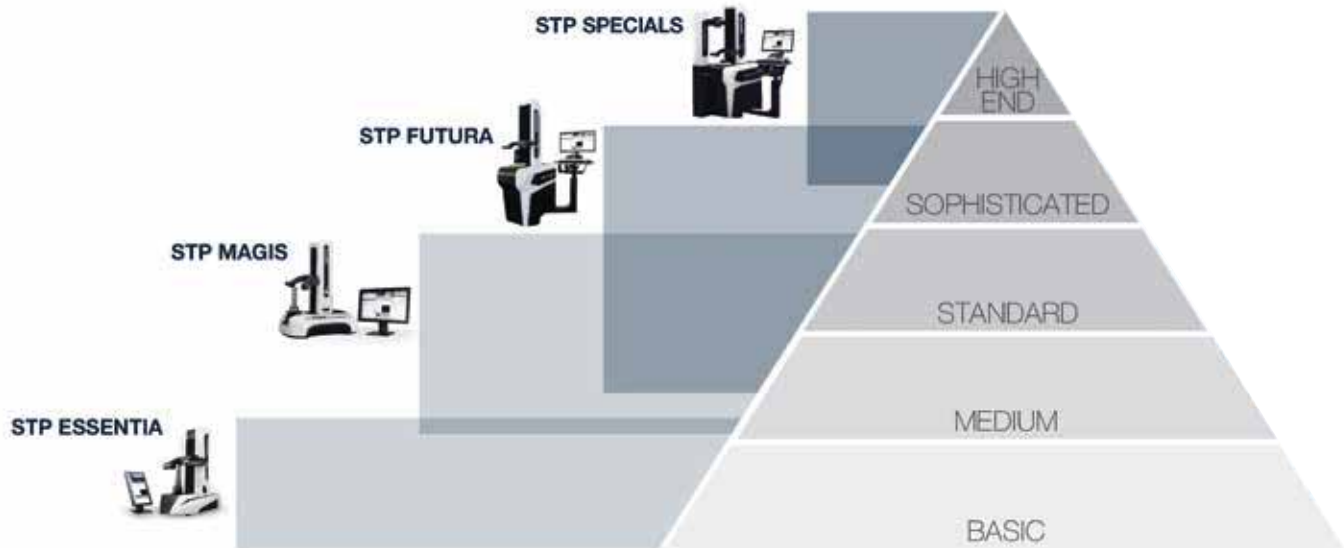 STP SPECIALS
HIGH
END
STP FUTURA
SOPHISTICATED
STP MAGIS
STANDARD
STP ESSENTIA
MEDIUM
BASIC